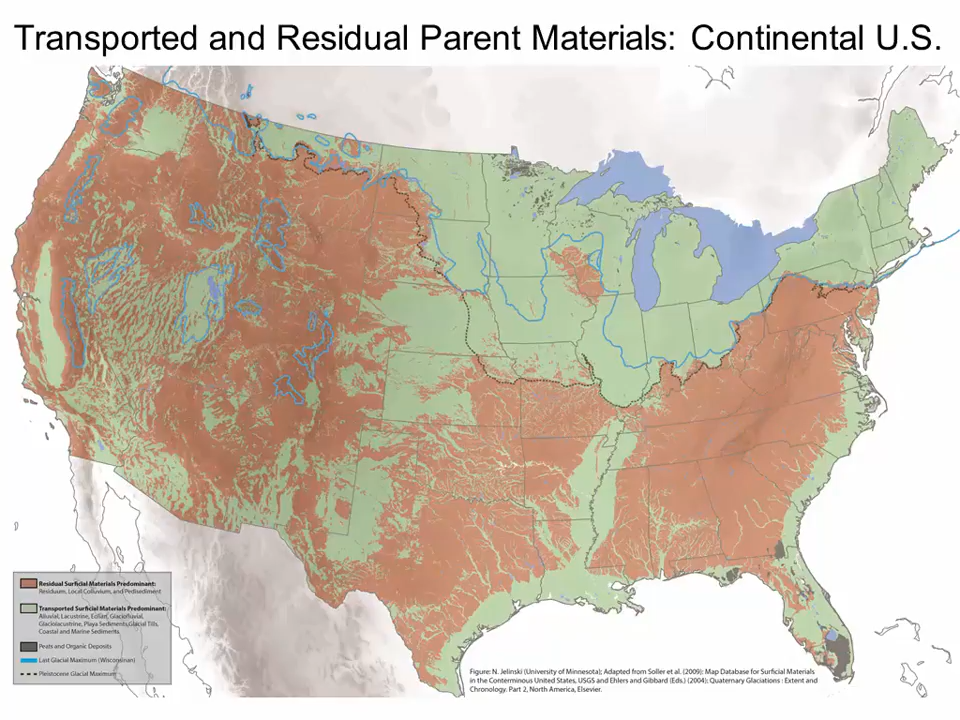 Transported and Residual Parent Materials: Continental U.S.
Residual Surficial Materials Predominant:
Residuum, Local Colluvium, and Pedisediment
Transported Surficial Materials Predominant:
Alluvial, Lacustrine, Eolian, Glaciofluvial,
Glaciolacustrine, Playa Sediments, Glacial Tills,
Coastal and Marine Sediments
Peats and Organic Deposits
Last Glacial Maximum (Wisconsinan)
Pleistocene Glacial Maximum
Figure: N. Jelinski (University of Minnesota); Adapted from Soller et al. (2009); Map Database for Surficial Materials
in the Conterminous United States, USGS and Ehlers and Gibbard (Eds.) (2004); Quaternary Glaciations : Extent and
Chronology. Part 2, North America, Elsevier.